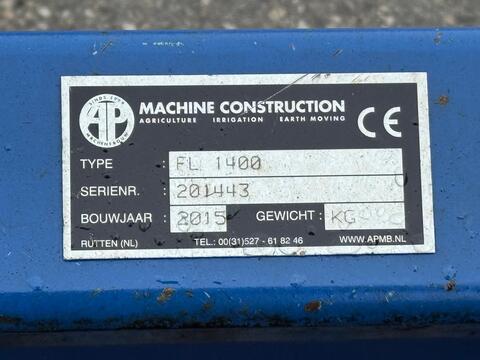 AP
MACHINE CONSTRUCTION
AGRICULTURE IRRIGATION EARTH MOVING
CE
TYPE : FL 1400
SERIENR. : 201443
BOUWJAAR : 2015 GEWICHT : KG
RUTTEN (NL) TEL.: 00(31)527 - 61 82 46 WWW.APMB.NL